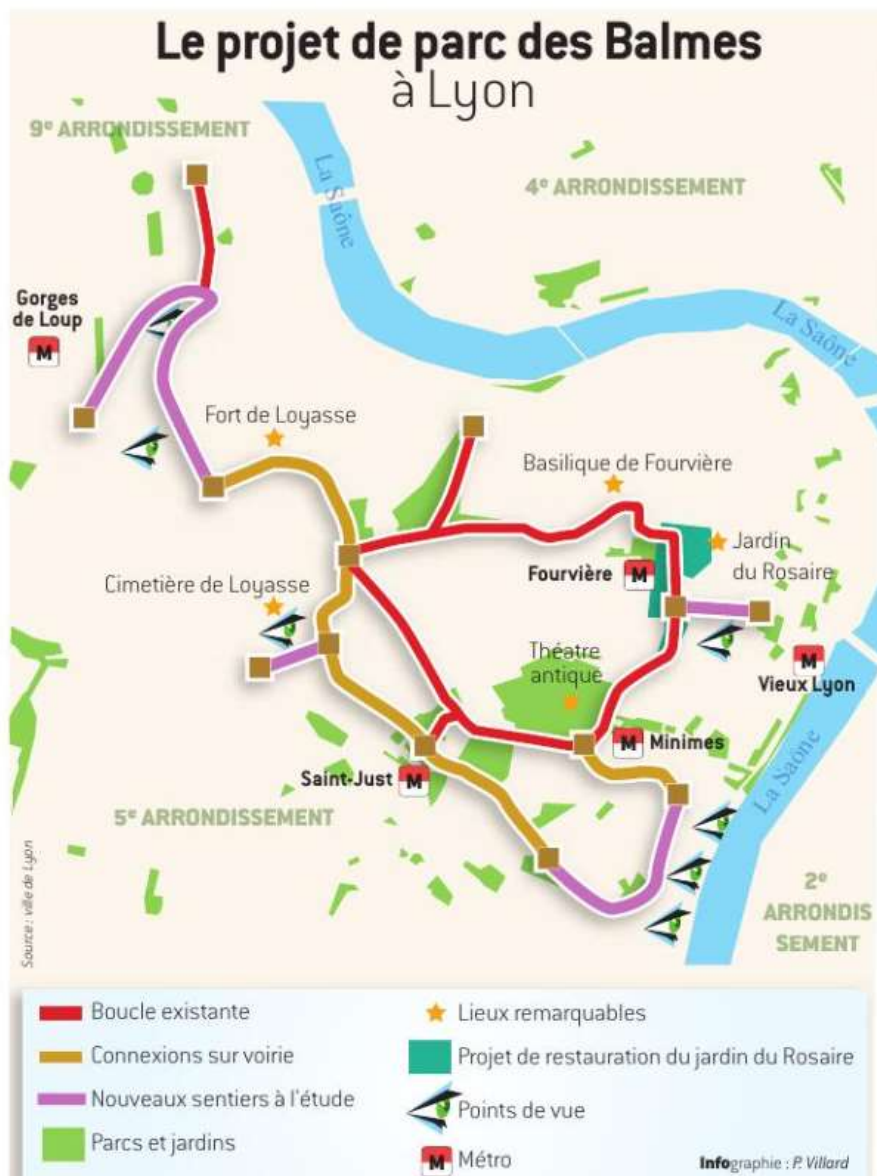 Le projet de parc des Balmes
à Lyon
9e ARRONDISSEMENT
La Saône
4e ARRONDISSEMENT
Gorges
de Loup
M
La Saône
Fort de Loyasse
Basilique de Fourvière
Jardin
du Rosaire
Fourvière
M
Cimetière de Loyasse
Théatre
antique
M
Vieux Lyon
M
Minimes
Saint-Just
M
La Saône
5e ARRONDISSEMENT
2e
ARRONDIS
SEMENT
Source : ville de Lyon
Boucle existante
Connexions sur voirie
Nouveaux sentiers à l'étude
Parcs et jardins
Lieux remarquables
Projet de restauration du jardin du Rosaire
Points de vue
M
Métro
Infographie : P. Villard